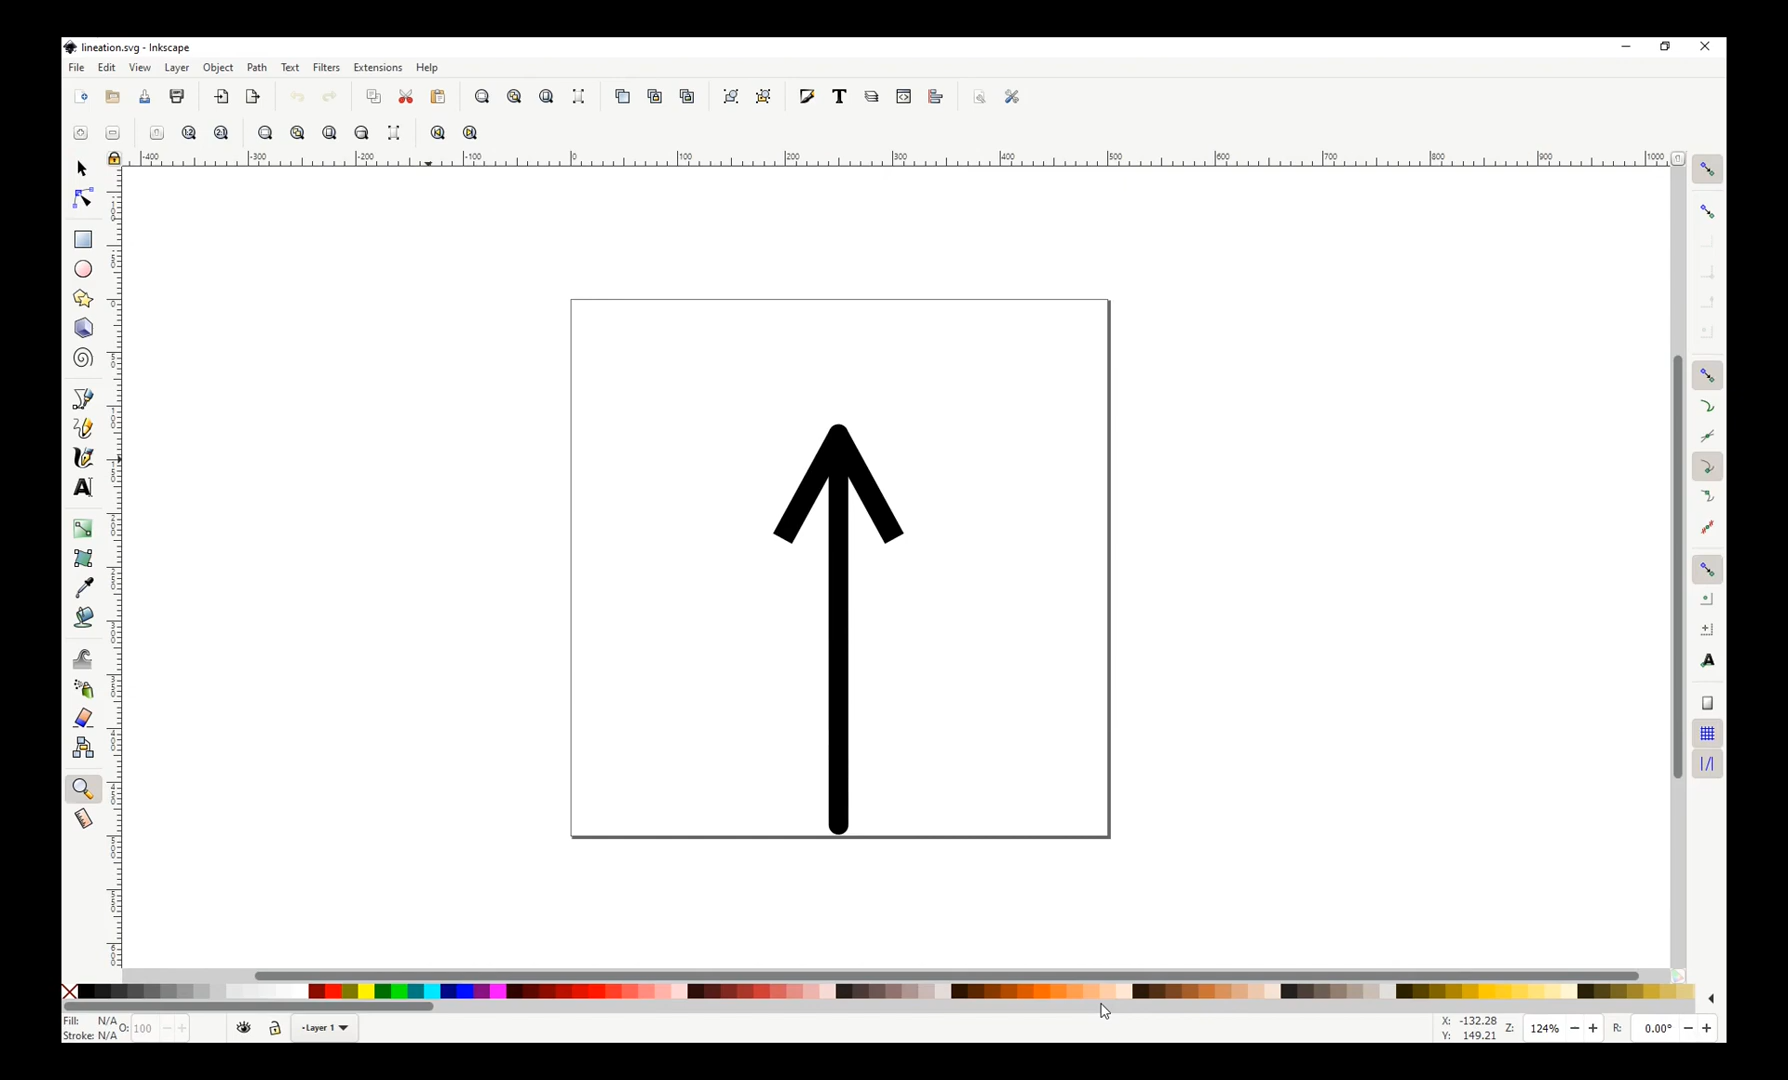 lineation.svg - Inkscape
File Edit View Layer Object Path Text Filters Extensions Help
-400 -300 -200 -100 0 100 200 300 400 500 600 700 800 900 1000
Fill: N/A O: 100
Stroke: N/A
•Layer 1
X: -132.28
Y: 149.21
Z: 124%
R: 0.00°